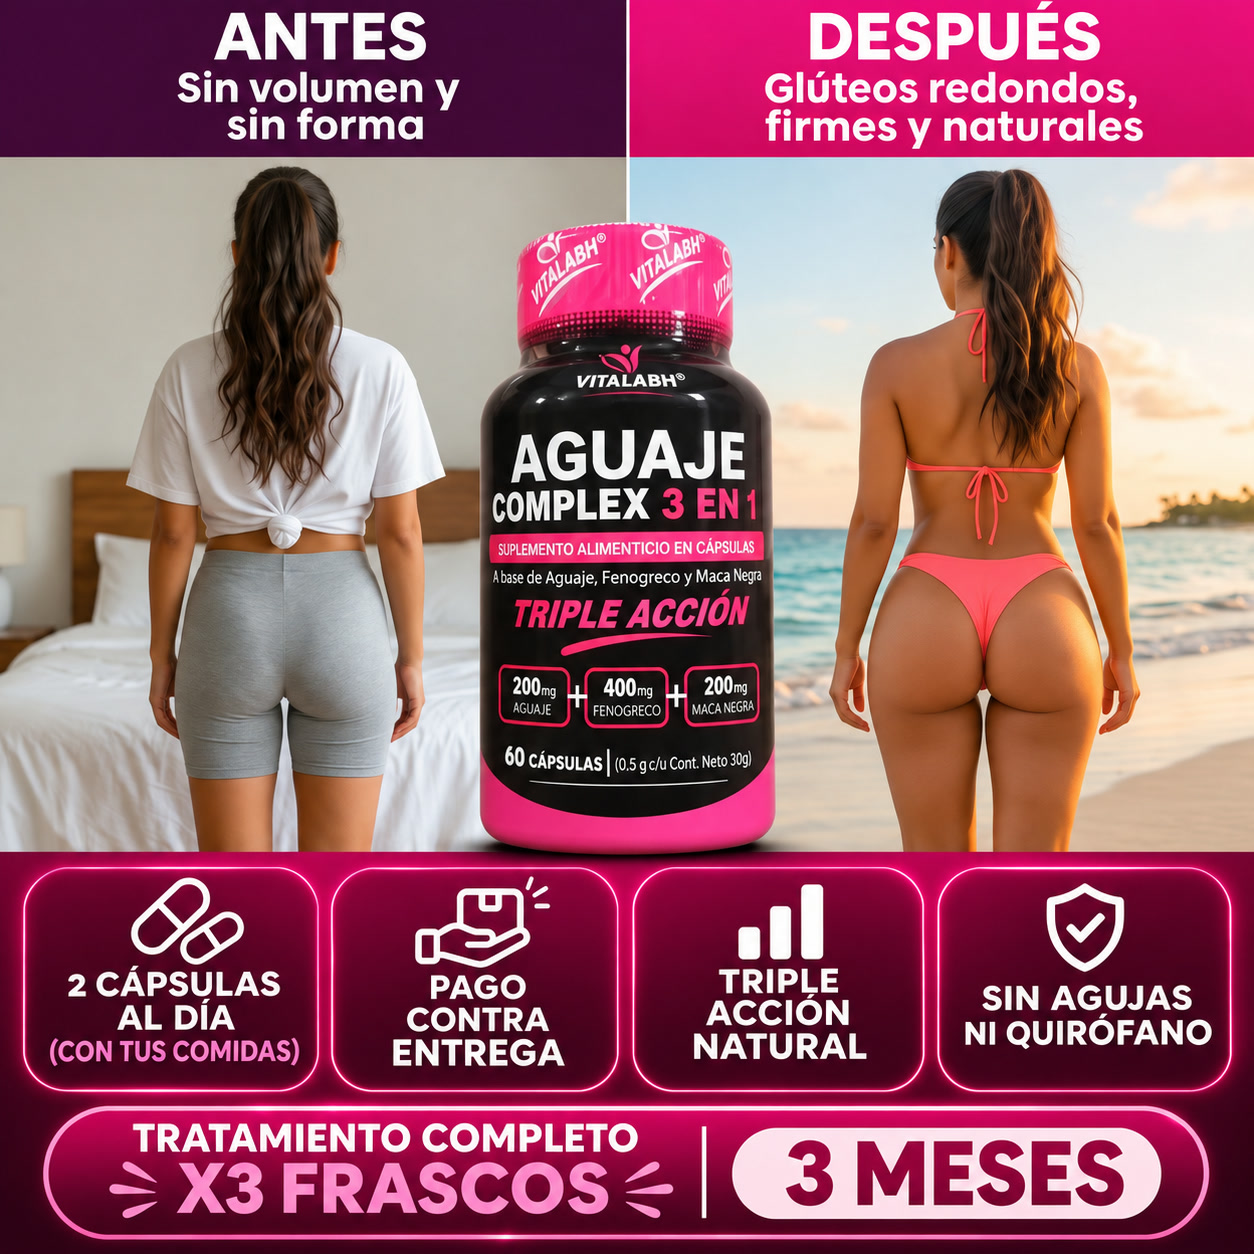 ANTES
Sin volumen y
sin forma
DESPUÉS
Glúteos redondos,
firmes y naturales
VITALABH®
VITALABH®
VITALABH®
AGUAJE
COMPLEX 3 EN 1
SUPLEMENTO ALIMENTICIO EN CÁPSULAS
A base de Aguaje, Fenogreco y Maca Negra
TRIPLE ACCIÓN
200mg AGUAJE + 400mg FENOGRECO + 200mg MACA NEGRA
60 CÁPSULAS | (0.5 g c/u Cont. Neto 30g)
2 CÁPSULAS
AL DÍA
(CON TUS COMIDAS)
PAGO
CONTRA
ENTREGA
TRIPLE
ACCIÓN
NATURAL
SIN AGUJAS
NI QUIRÓFANO
TRATAMIENTO COMPLETO
X3 FRASCOS
3 MESES